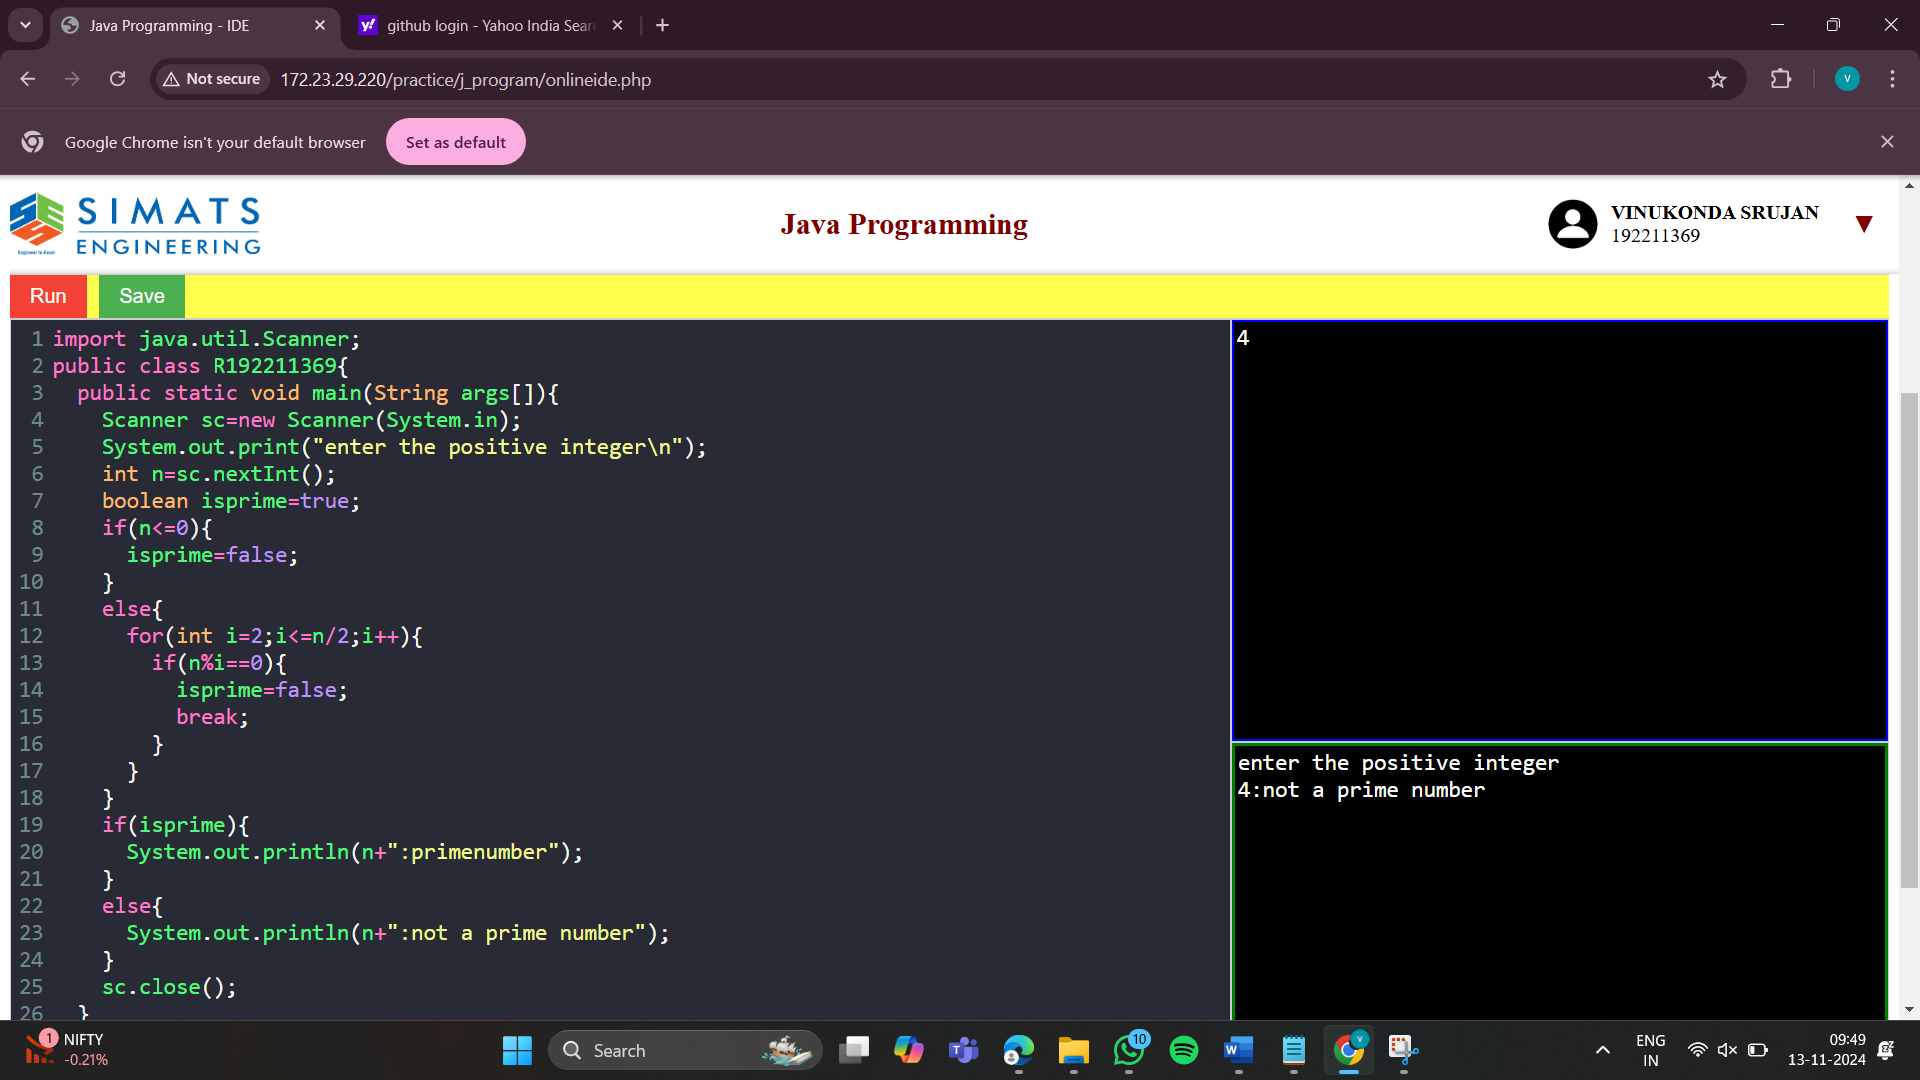 Java Programming - IDE
github login - Yahoo India Sear
Not secure
172.23.29.220/practice/j_program/onlineide.php
V
Google Chrome isn't your default browser
Set as default
SIMATS
ENGINEERING
Engineer to Excel
Java Programming
VINUKONDA SRUJAN
192211369
Run
Save
1 import java.util.Scanner;
2 public class R192211369{
3   public static void main(String args[]){
4     Scanner sc=new Scanner(System.in);
5     System.out.print("enter the positive integer\n");
6     int n=sc.nextInt();
7     boolean isprime=true;
8     if(n<=0){
9       isprime=false;
10     }
11     else{
12       for(int i=2;i<=n/2;i++){
13         if(n%i==0){
14           isprime=false;
15           break;
16         }
17       }
18     }
19     if(isprime){
20       System.out.println(n+":primenumber");
21     }
22     else{
23       System.out.println(n+":not a prime number");
24     }
25     sc.close();
26   }
4
enter the positive integer
4:not a prime number
1
NIFTY
-0.21%
Search
10
V
ENG
IN
09:49
13-11-2024